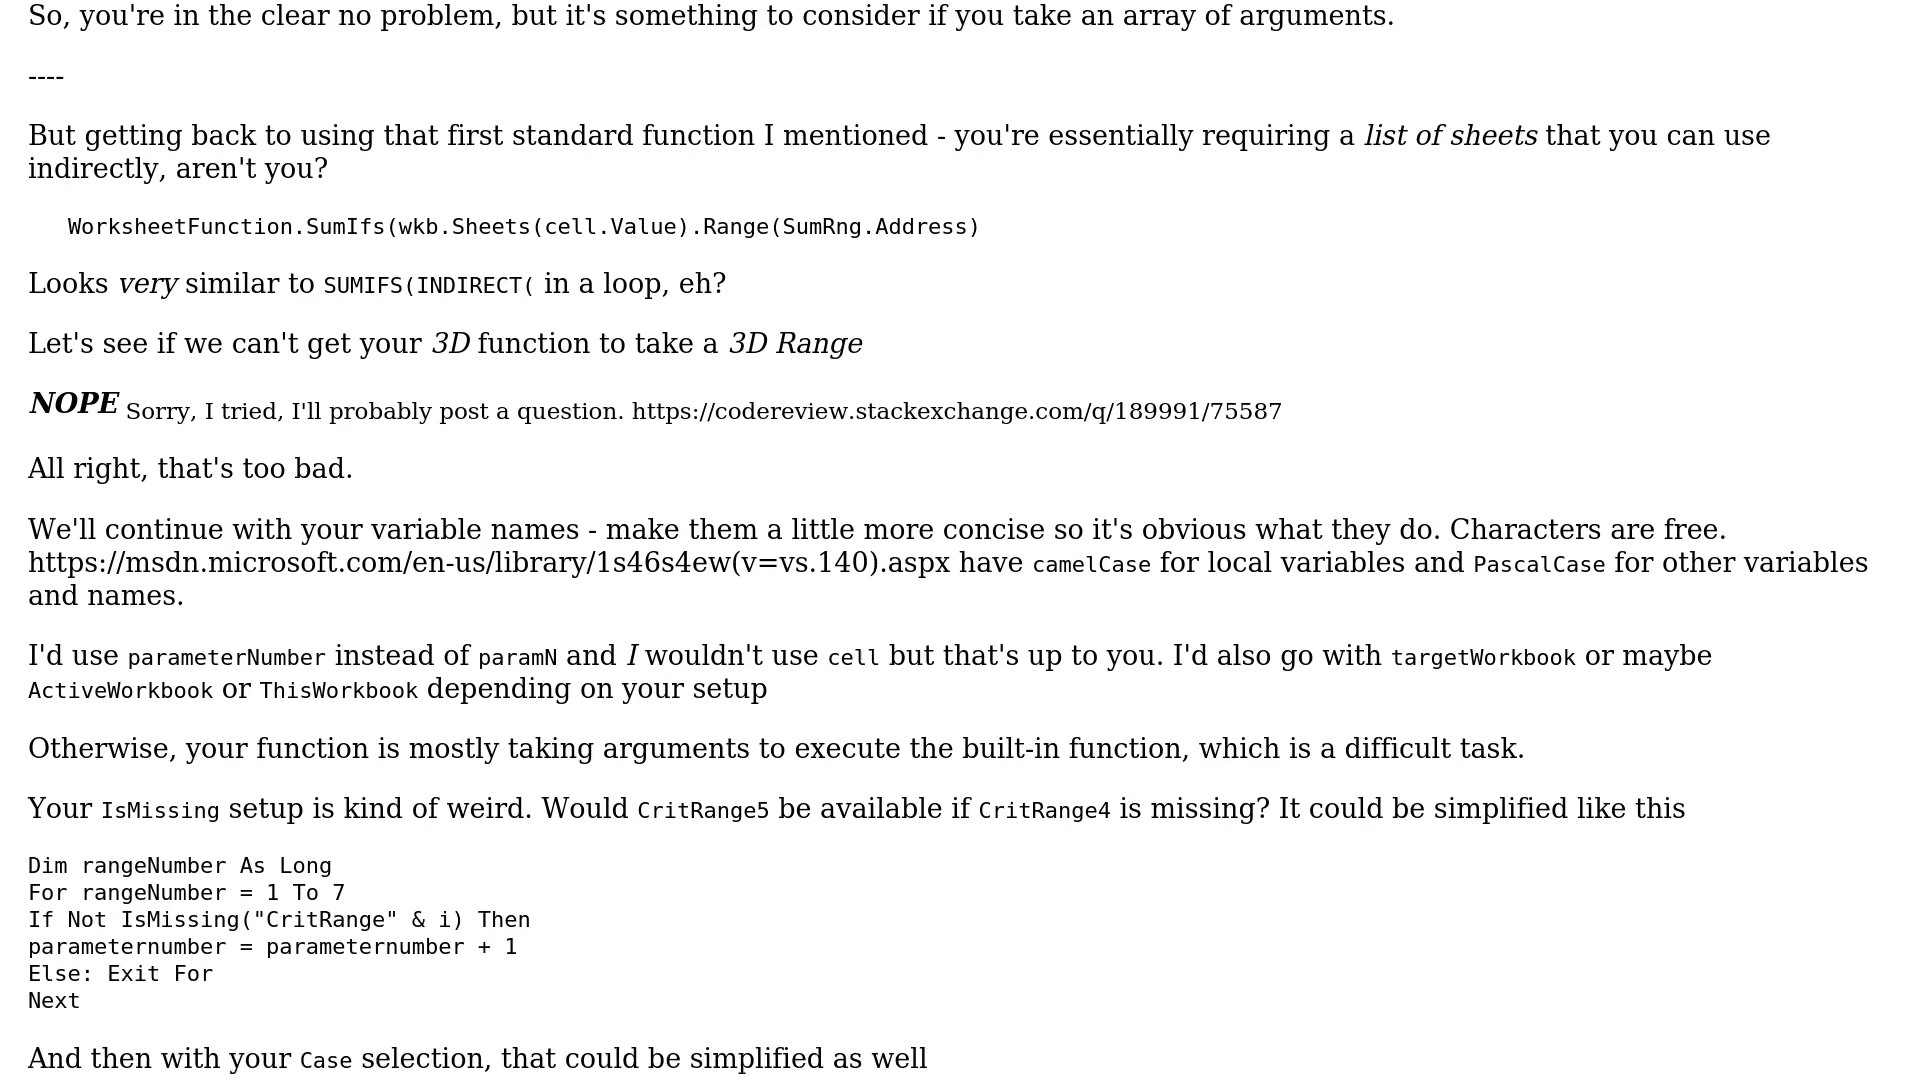 So, you're in the clear no problem, but it's something to consider if you take an array of arguments.
----
But getting back to using that first standard function I mentioned - you're essentially requiring a list of sheets that you can use
indirectly, aren't you?
WorksheetFunction.SumIfs(wkb.Sheets(cell.Value).Range(SumRng.Address)
Looks very similar to SUMIFS(INDIRECT( in a loop, eh?
Let's see if we can't get your 3D function to take a 3D Range
NOPE Sorry, I tried, I'll probably post a question. https://codereview.stackexchange.com/q/189991/75587
All right, that's too bad.
We'll continue with your variable names - make them a little more concise so it's obvious what they do. Characters are free.
https://msdn.microsoft.com/en-us/library/1s46s4ew(v=vs.140).aspx have camelCase for local variables and PascalCase for other variables
and names.
I'd use parameterNumber instead of paramN and I wouldn't use cell but that's up to you. I'd also go with targetWorkbook or maybe
ActiveWorkbook or ThisWorkbook depending on your setup
Otherwise, your function is mostly taking arguments to execute the built-in function, which is a difficult task.
Your IsMissing setup is kind of weird. Would CritRange5 be available if CritRange4 is missing? It could be simplified like this
Dim rangeNumber As Long
For rangeNumber = 1 To 7
If Not IsMissing("CritRange" & i) Then
parameternumber = parameternumber + 1
Else: Exit For
Next
And then with your Case selection, that could be simplified as well